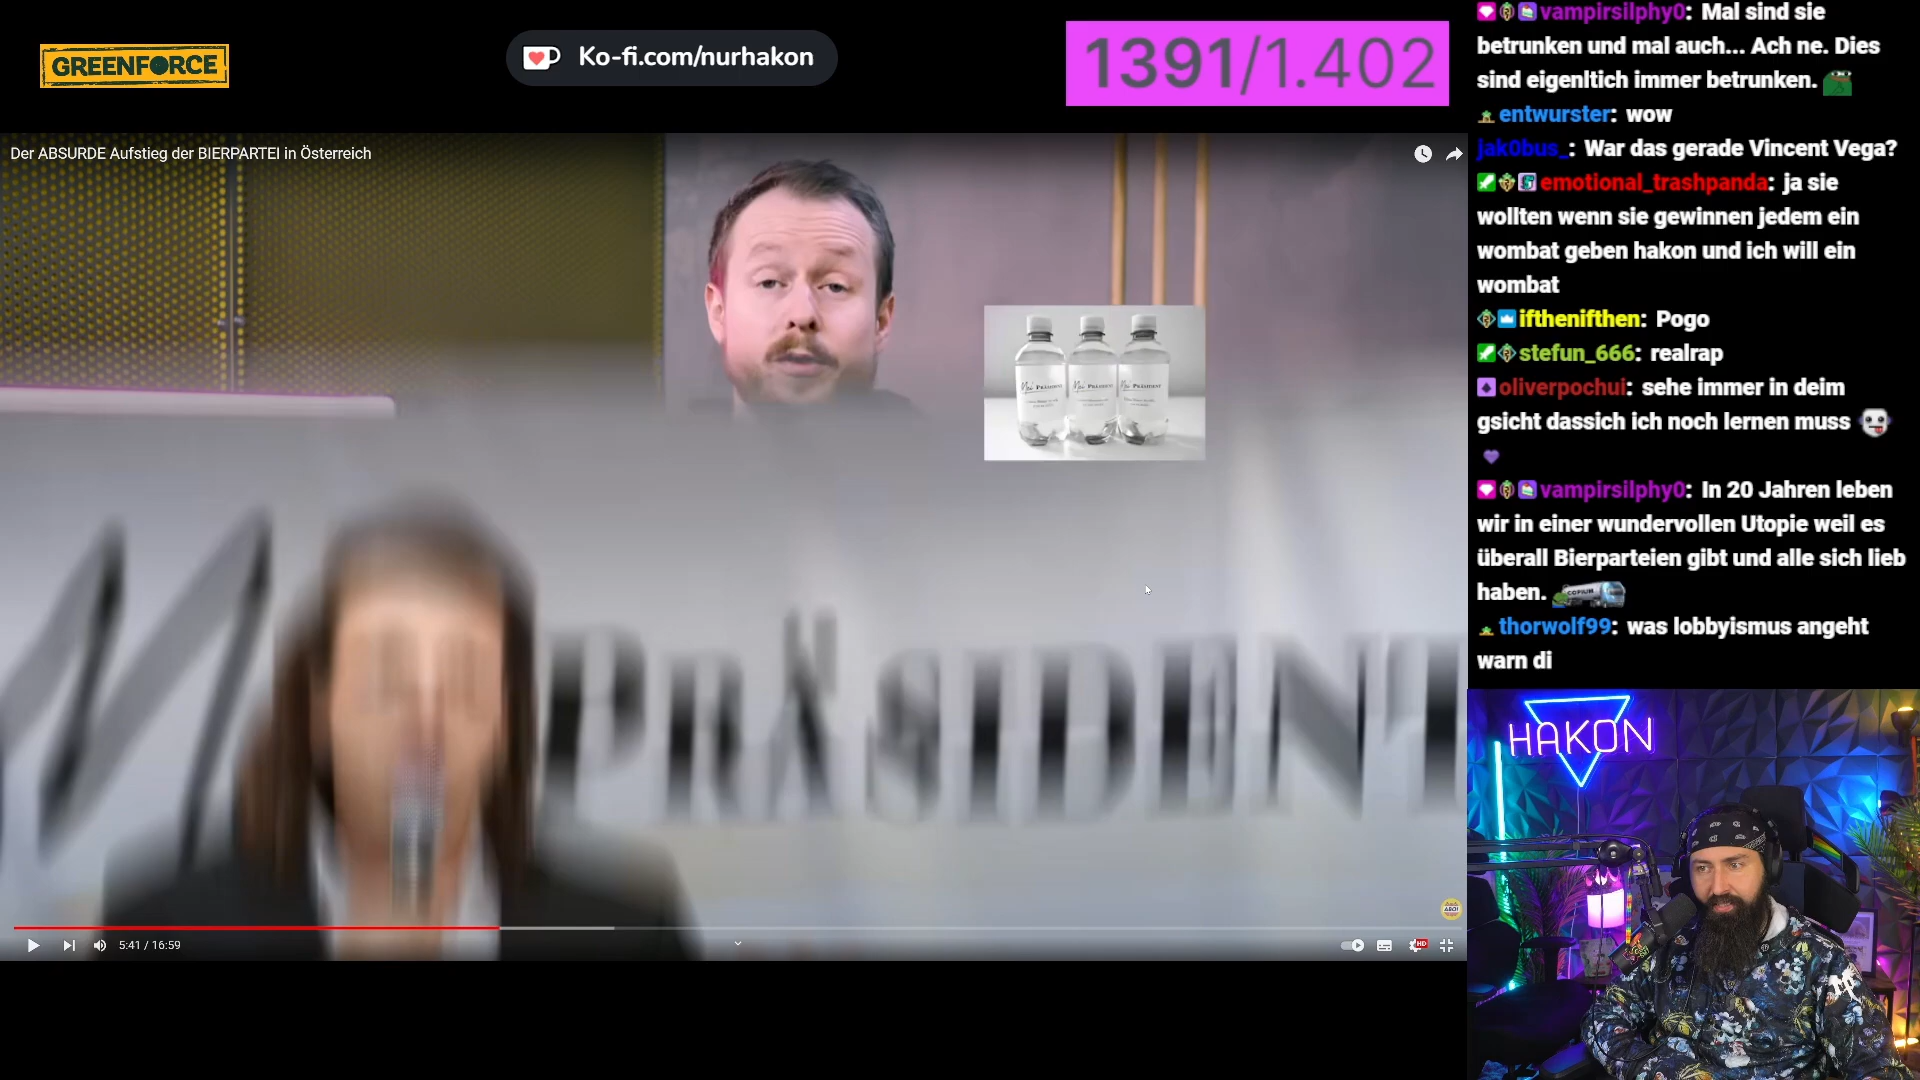 GREENFORCE
Ko-fi.com/nurhakon
1391/1.402
Der ABSURDE Aufstieg der BIERPARTEI in Österreich
PRÄSIDENT
5:41 / 16:59
HD
vampirsilphy0: Mal sind sie
betrunken und mal auch... Ach ne. Dies
sind eigenltich immer betrunken.
entwurster: wow
jak0bus_: War das gerade Vincent Vega?
emotional_trashpanda: ja sie
wollten wenn sie gewinnen jedem ein
wombat geben hakon und ich will ein
wombat
ifthenifthen: Pogo
stefun_666: realrap
oliverpochui: sehe immer in deim
gsicht dassich ich noch lernen muss
vampirsilphy0: In 20 Jahren leben
wir in einer wundervollen Utopie weil es
überall Bierparteien gibt und alle sich lieb
haben.
COPIUM
thorwolf99: was lobbyismus angeht
warn di
HAKON